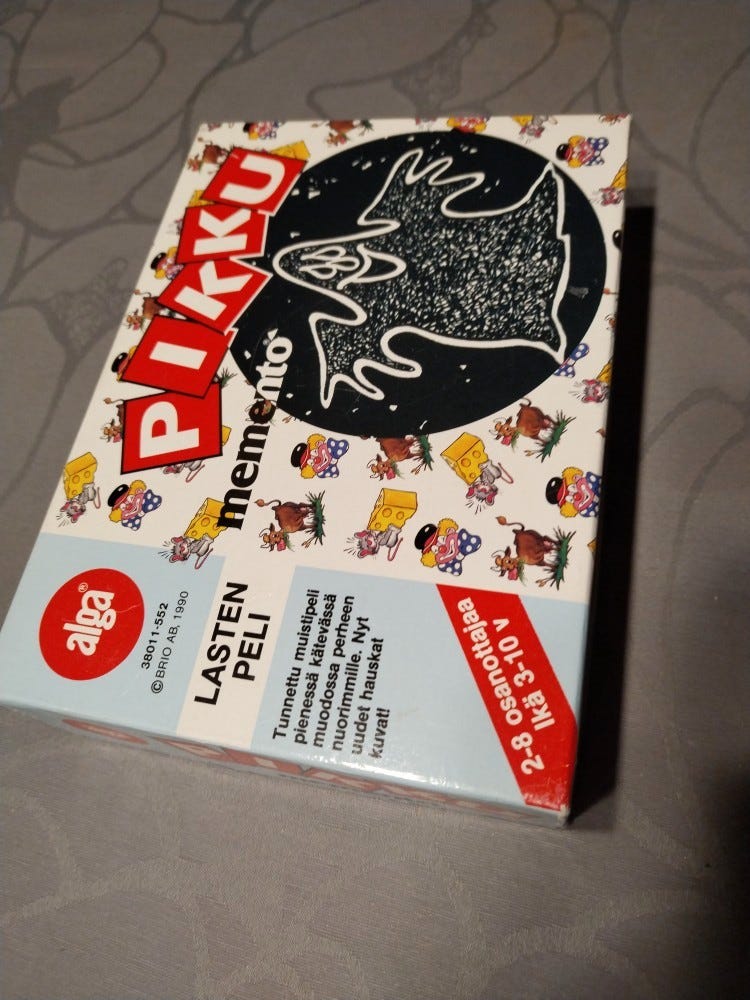 PIKKU
memento
alga®
38011-552
© BRIO AB, 1990
LASTEN
PELI
Tunnettu muistipeli
pienessä kätevässä
muodossa perheen
nuorimmille. Nyt
uudet hauskat
kuvat!
2-8 osanottajaa
Ikä 3-10 v